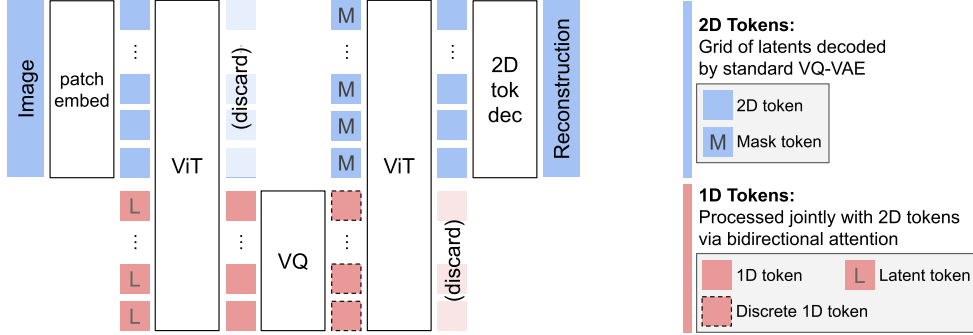 Image
patch
embed
L
⋮
L
L
ViT
(discard)
VQ
M
⋮
M
M
M
ViT
(discard)
2D
tok
dec
Reconstruction
2D Tokens:
Grid of latents decoded
by standard VQ-VAE
2D token
M Mask token
1D Tokens:
Processed jointly with 2D tokens
via bidirectional attention
1D token
L Latent token
Discrete 1D token